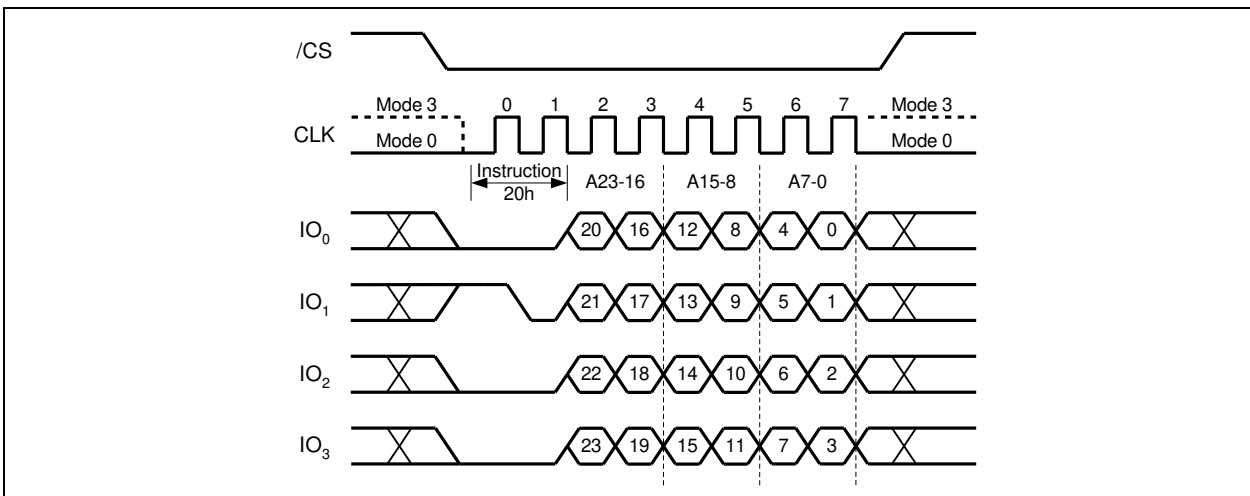 /CS
Mode 3 0 1 2 3 4 5 6 7 Mode 3
CLK
Mode 0 Mode 0
Instruction
20h
A23-16 A15-8 A7-0
IO0 20 16 12 8 4 0
IO1 21 17 13 9 5 1
IO2 22 18 14 10 6 2
IO3 23 19 15 11 7 3